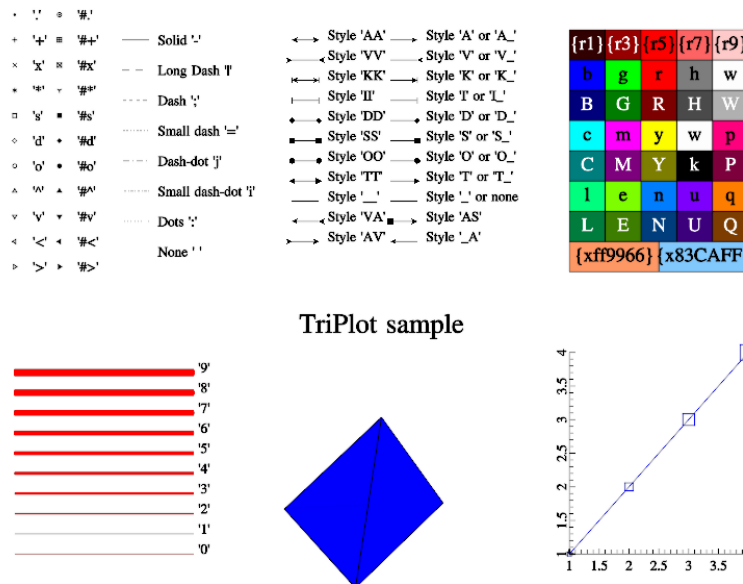 '.' '#.'
'+' '#+'
'x' '#x'
'*' '#*'
's' '#s'
'd' '#d'
'o' '#o'
'^' '#^'
'v' '#v'
'<' '#<'
'>' '#>'
Solid '-'
Long Dash '|'
Dash ';'
Small dash '='
Dash-dot 'j'
Small dash-dot 'i'
Dots ':'
None ' '
Style 'AA' Style 'A' or 'A_'
Style 'VV' Style 'V' or 'V_'
Style 'KK' Style 'K' or 'K_'
Style 'II' Style 'I' or 'I_'
Style 'DD' Style 'D' or 'D_'
Style 'SS' Style 'S' or 'S_'
Style 'OO' Style 'O' or 'O_'
Style 'TT' Style 'T' or 'T_'
Style '__' Style '_' or none
Style 'VA' Style 'AS'
Style 'AV' Style '_A'
{r1} {r3} {r5} {r7} {r9}
b g r h w
B G R H W
c m y w p
C M Y k P
l e n u q
L E N U Q
{xff9966} {x83CAFF
TriPlot sample
'9'
'8'
'7'
'6'
'5'
'4'
'3'
'2'
'1'
'0'
4
3.5
3
2.5
2
1.5
1
1 1.5 2 2.5 3 3.5